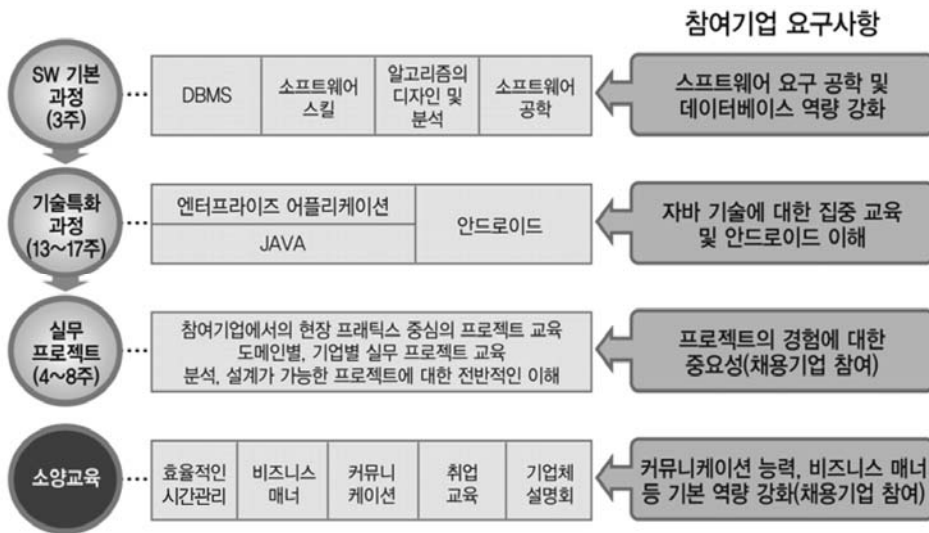 참여기업 요구사항
SW 기본
과정
(3주)
DBMS
소프트웨어
스킬
알고리즘의
디자인 및
분석
소프트웨어
공학
스프트웨어 요구 공학 및
데이터베이스 역량 강화
기술특화
과정
(13~17주)
엔터프라이즈 어플리케이션
JAVA
안드로이드
자바 기술에 대한 집중 교육
및 안드로이드 이해
실무
프로젝트
(4~8주)
참여기업에서의 현장 프래틱스 중심의 프로젝트 교육
도메인별, 기업별 실무 프로젝트 교육
분석, 설계가 가능한 프로젝트에 대한 전반적인 이해
프로젝트의 경험에 대한
중요성(채용기업 참여)
소양교육
효율적인
시간관리
비즈니스
매너
커뮤니
케이션
취업
교육
기업체
설명회
커뮤니케이션 능력, 비즈니스 매너
등 기본 역량 강화(채용기업 참여)